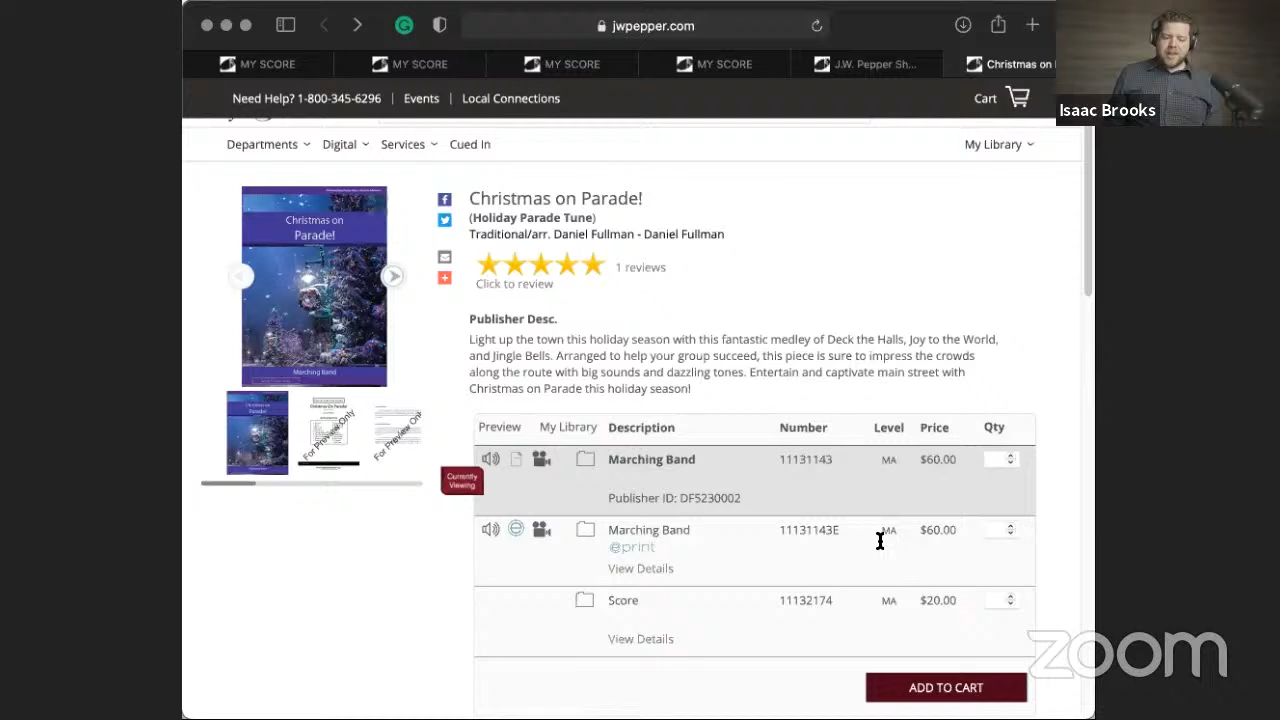 jwpepper.com
MY SCORE
MY SCORE
MY SCORE
MY SCORE
J.W. Pepper Sh...
Christmas on
Isaac Brooks
Need Help? 1-800-345-6296 | Events | Local Connections
Cart
Departments
Digital
Services
Cued In
My Library
Christmas on
Parade!
Marching Band
Christmas on Parade!
(Holiday Parade Tune)
Traditional/arr. Daniel Fullman - Daniel Fullman
1 reviews
Click to review
Publisher Desc.
Light up the town this holiday season with this fantastic medley of Deck the Halls, Joy to the World,
and Jingle Bells. Arranged to help your group succeed, this piece is sure to impress the crowds
along the route with big sounds and dazzling tones. Entertain and captivate main street with
Christmas on Parade this holiday season!
Christmas on
Parade!
Christmas On Parade!
For Preview Only
For Preview Onl
Preview My Library Description Number Level Price Qty
Currently
Viewing
Marching Band 11131143 MA $60.00
Publisher ID: DF5230002
Marching Band 11131143E MA $60.00
@print
View Details
Score 11132174 MA $20.00
View Details
ADD TO CART
zoom